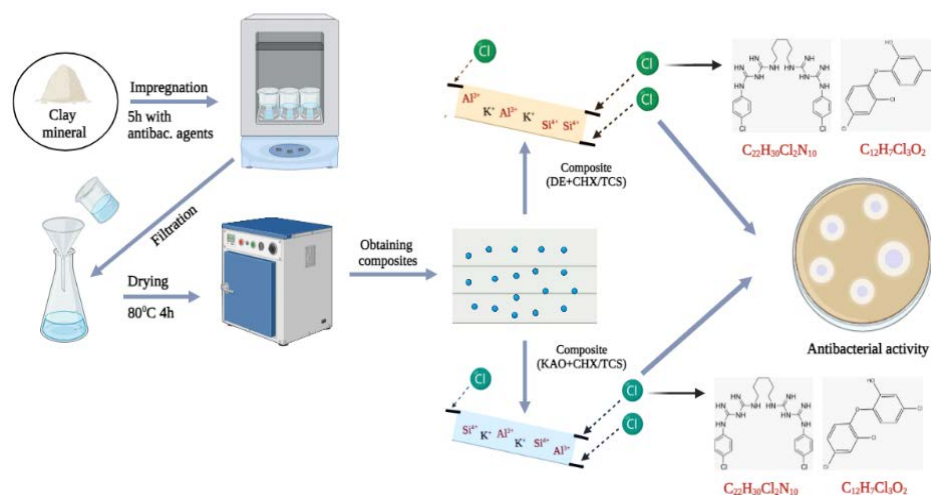 Clay
mineral
Impregnation
5h with
antibac. agents
Filtration
Drying
80⁰C 4h
Obtaining
composites
Cl
Cl
Cl
Al³⁺
K⁺
Al³⁺
K⁺
Si⁴⁺
Si⁴⁺
Composite
(DE+CHX/TCS)
C₂₂H₃₀Cl₂N₁₀
C₁₂H₇Cl₃O₂
Antibacterial activity
Composite
(KAO+CHX/TCS)
Cl
Cl
Cl
Si⁴⁺
K⁺
Al³⁺
K⁺
Si⁴⁺
Al³⁺
C₂₂H₃₀Cl₂N₁₀
C₁₂H₇Cl₃O₂